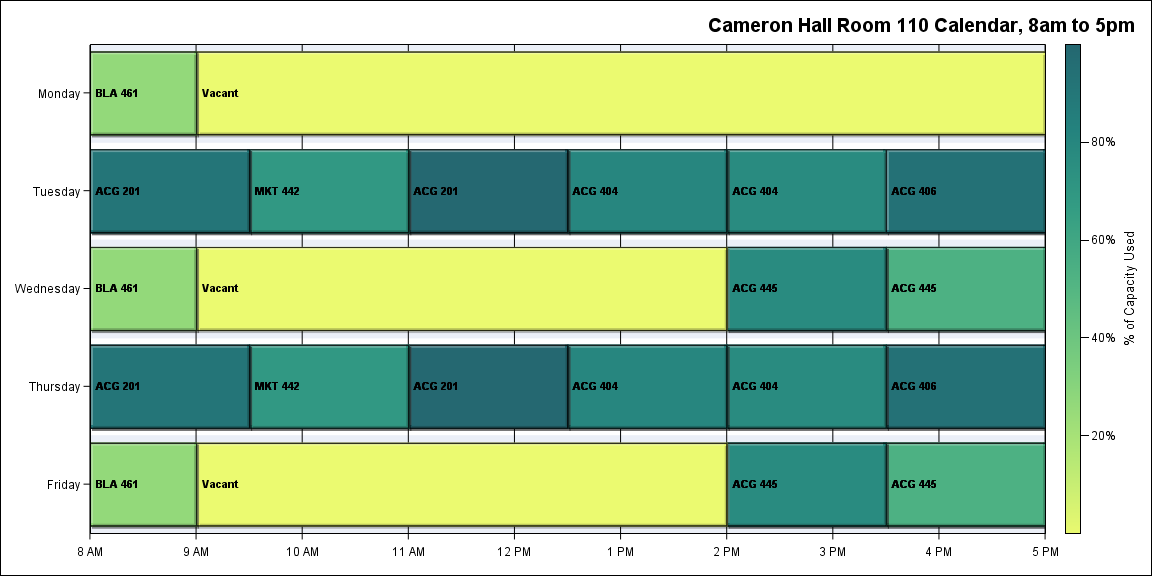 Cameron Hall Room 110 Calendar, 8am to 5pm
Monday
BLA 461
Vacant
Tuesday
ACG 201
MKT 442
ACG 201
ACG 404
ACG 404
ACG 406
Wednesday
BLA 461
Vacant
ACG 445
ACG 445
Thursday
ACG 201
MKT 442
ACG 201
ACG 404
ACG 404
ACG 406
Friday
BLA 461
Vacant
ACG 445
ACG 445
8 AM
9 AM
10 AM
11 AM
12 PM
1 PM
2 PM
3 PM
4 PM
5 PM
80%
60%
40%
20%
% of Capacity Used